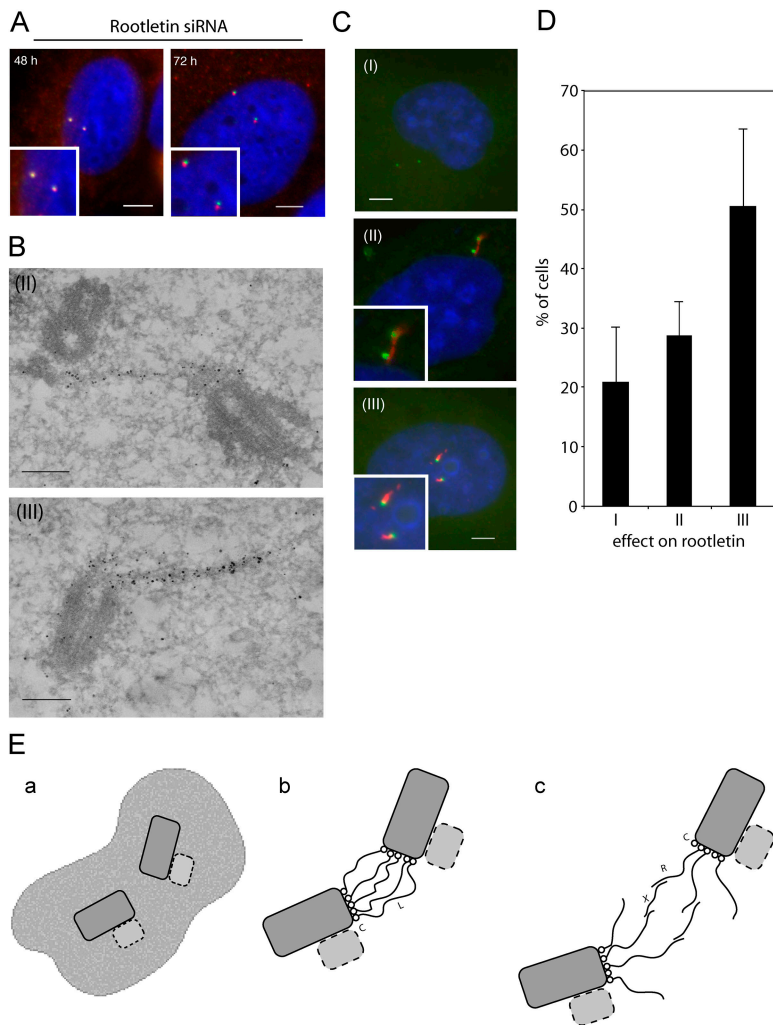 A
Rootletin siRNA
48 h
72 h
B
(II)
(III)
C
(I)
(II)
(III)
D
70
60
50
40
30
20
10
0
% of cells
I
II
III
effect on rootletin
E
a
b
C
L
c
C
R
X